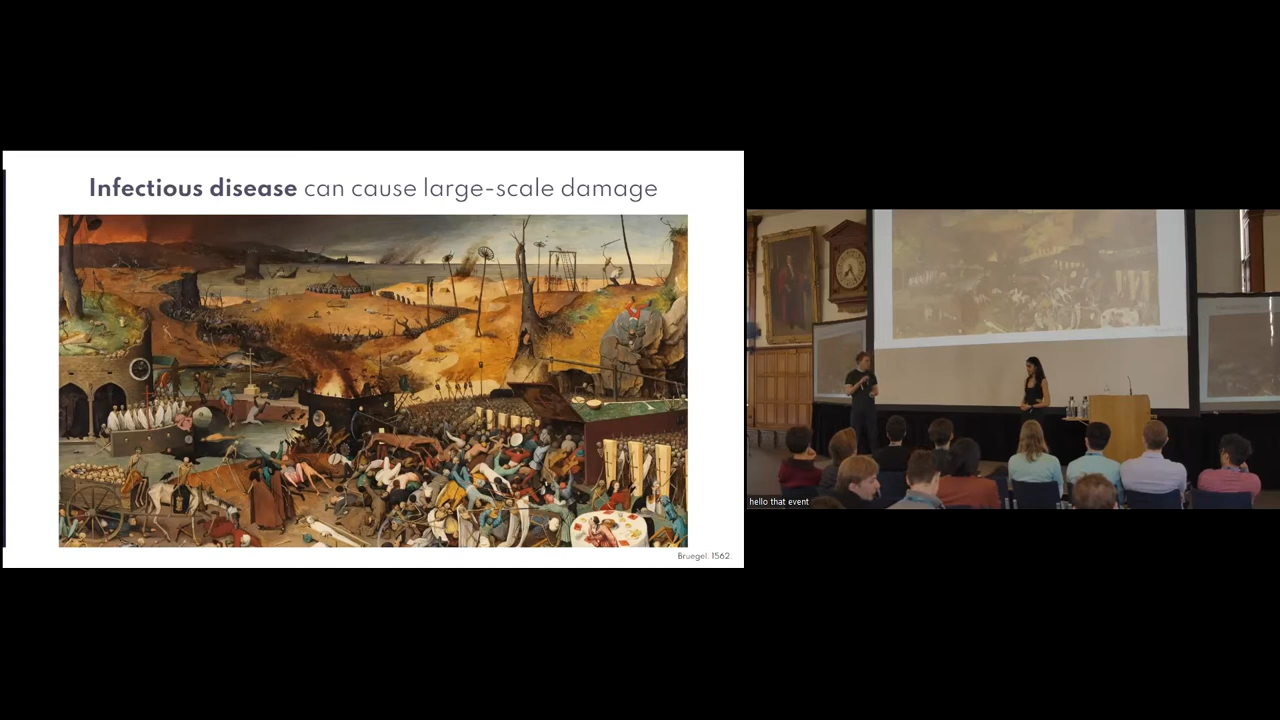 Infectious disease can cause large-scale damage
Bruegel. 1562.
hello that event